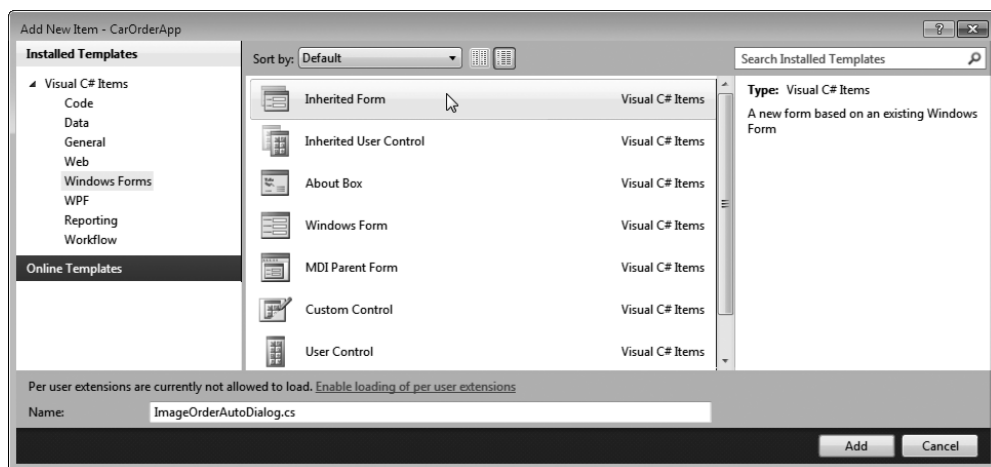 Add New Item - CarOrderApp
Installed Templates
Visual C# Items
Code
Data
General
Web
Windows Forms
WPF
Reporting
Workflow
Online Templates
Sort by: Default
Inherited Form Visual C# Items
Inherited User Control Visual C# Items
About Box Visual C# Items
Windows Form Visual C# Items
MDI Parent Form Visual C# Items
Custom Control Visual C# Items
User Control Visual C# Items
Search Installed Templates
Type: Visual C# Items
A new form based on an existing Windows
Form
Per user extensions are currently not allowed to load. Enable loading of per user extensions
Name: ImageOrderAutoDialog.cs
Add Cancel